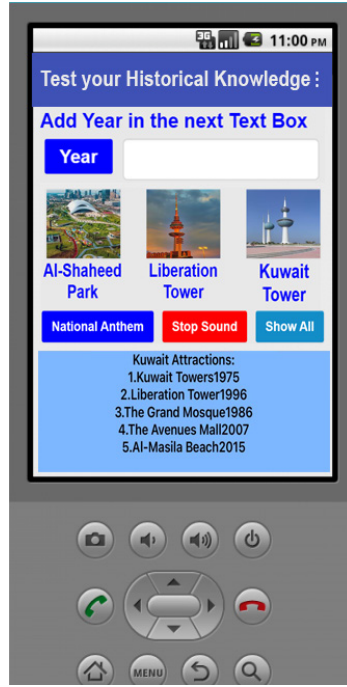 3G 11:00 PM
Test your Historical Knowledge
Add Year in the next Text Box
Year
Al-Shaheed
Park
Liberation
Tower
Kuwait
Tower
National Anthem Stop Sound Show All
Kuwait Attractions:
1.Kuwait Towers1975
2.Liberation Tower1996
3.The Grand Mosque1986
4.The Avenues Mall2007
5.Al-Masila Beach2015
MENU